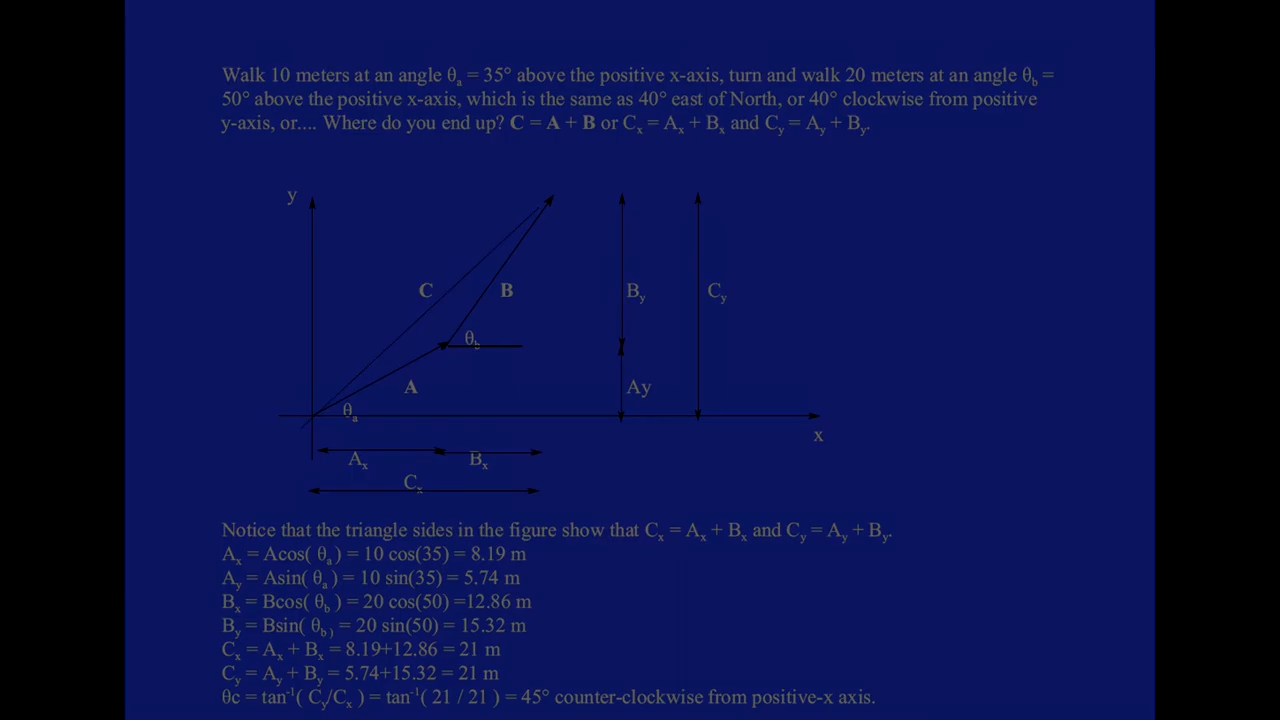 Walk 10 meters at an angle θa = 35° above the positive x-axis, turn and walk 20 meters at an angle θb =
50° above the positive x-axis, which is the same as 40° east of North, or 40° clockwise from positive
y-axis, or.... Where do you end up? C = A + B or Cx = Ax + Bx and Cy = Ay + By.
y
C
B
By
Cy
θb
A
Ay
θa
x
Ax
Bx
Cx
Notice that the triangle sides in the figure show that Cx = Ax + Bx and Cy = Ay + By.
Ax = Acos( θa ) = 10 cos(35) = 8.19 m
Ay = Asin( θa ) = 10 sin(35) = 5.74 m
Bx = Bcos( θb ) = 20 cos(50) =12.86 m
By = Bsin( θb ) = 20 sin(50) = 15.32 m
Cx = Ax + Bx = 8.19+12.86 = 21 m
Cy = Ay + By = 5.74+15.32 = 21 m
θc = tan-1( Cy/Cx ) = tan-1( 21 / 21 ) = 45° counter-clockwise from positive-x axis.